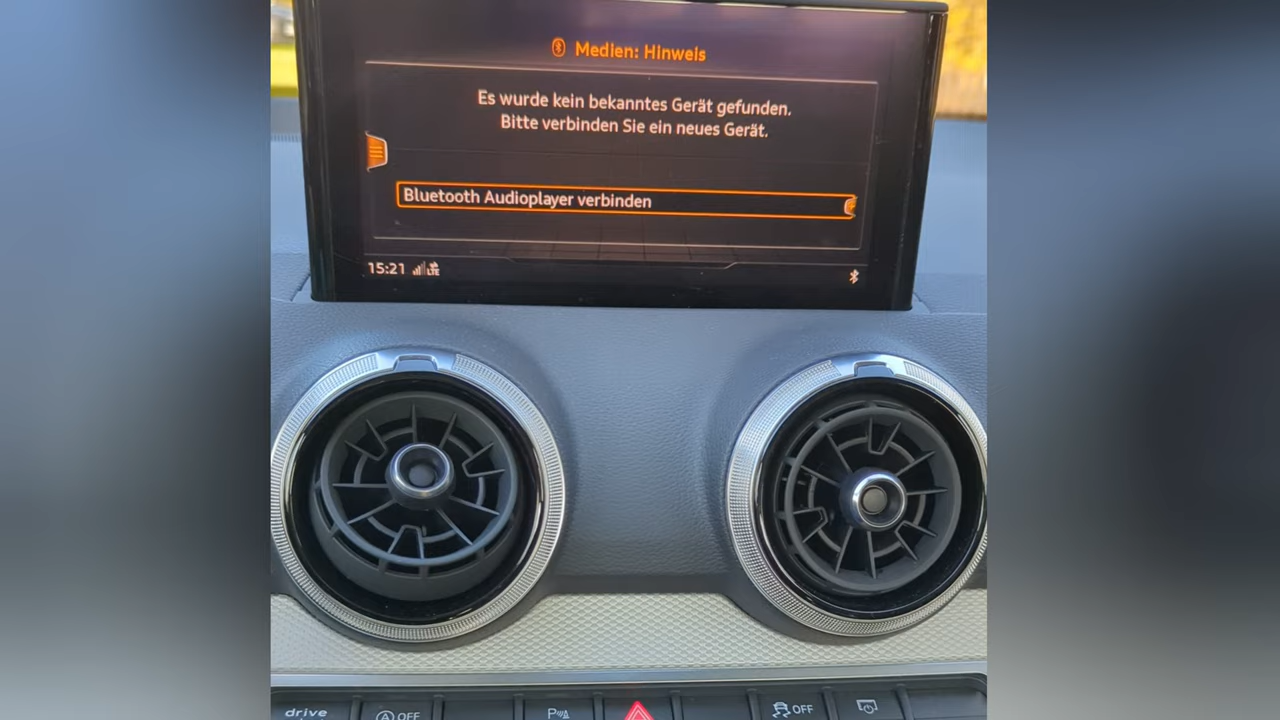 Medien: Hinweis
Es wurde kein bekanntes Gerät gefunden.
Bitte verbinden Sie ein neues Gerät.
Bluetooth Audioplayer verbinden
15:21 LTE
drive
A OFF
P
OFF